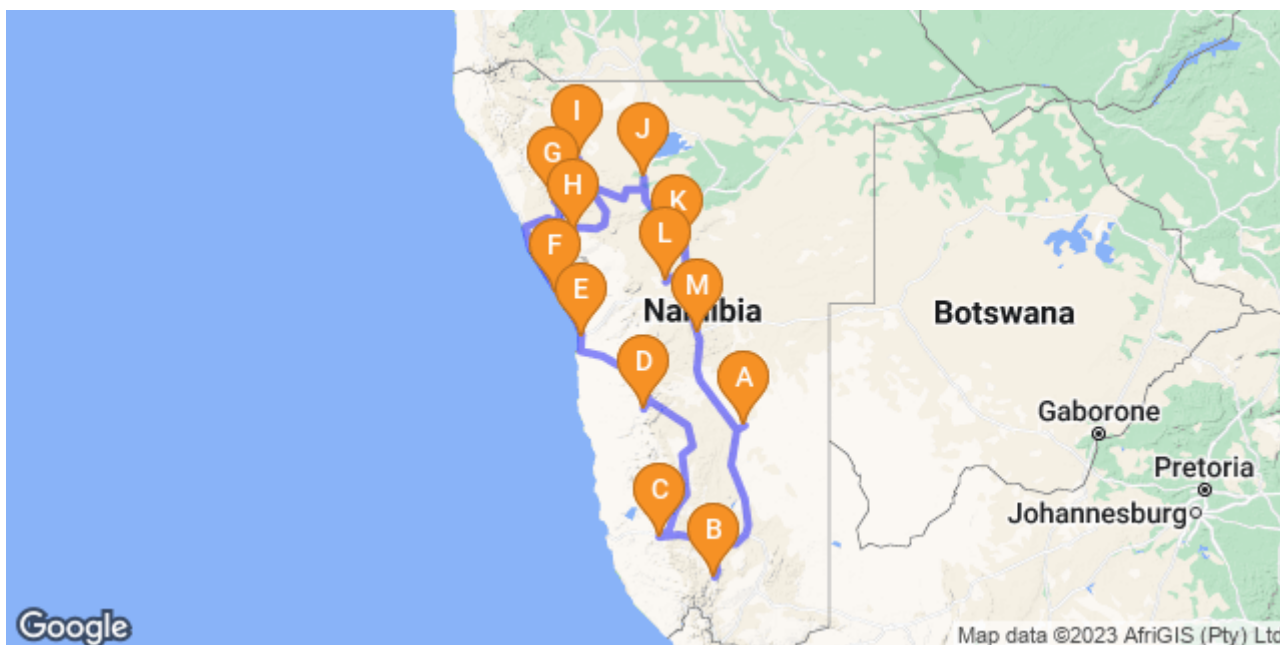 I
J
G
H
K
L
F
E
M
Namibia
Botswana
D
A
Gaborone
Pretoria
C
Johannesburg
B
Google
Map data ©2023 AfriGIS (Pty) Ltd